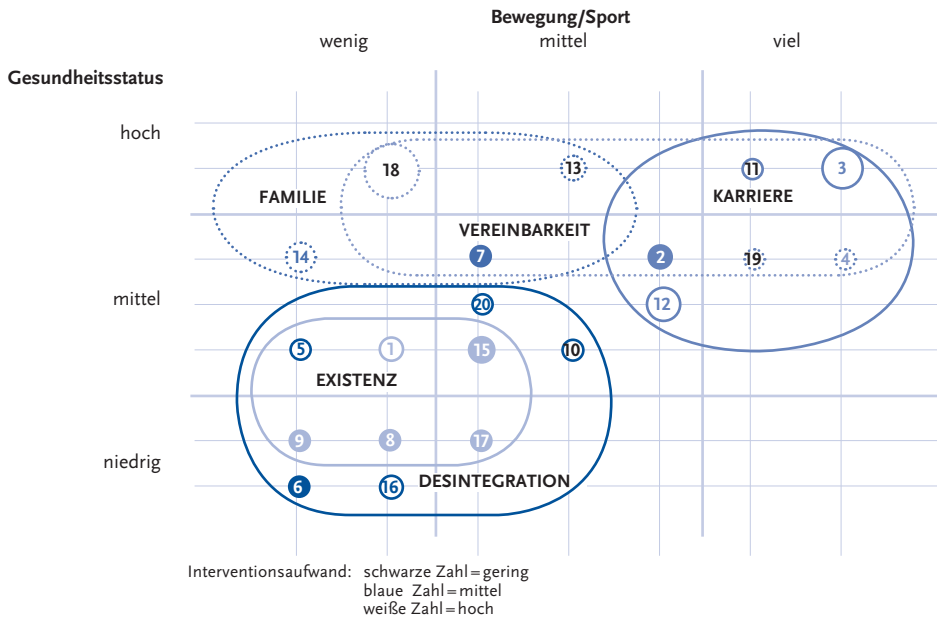 Bewegung/Sport
wenig mittel viel
Gesundheitsstatus
hoch
18 13 11 3
FAMILIE KARRIERE
VEREINBARKEIT
14 7 2 19 4
mittel
20 12
5 1 15 10
EXISTENZ
9 8 17
niedrig
6 16 DESINTEGRATION
Interventionsaufwand: schwarze Zahl = gering
blaue Zahl = mittel
weiße Zahl = hoch